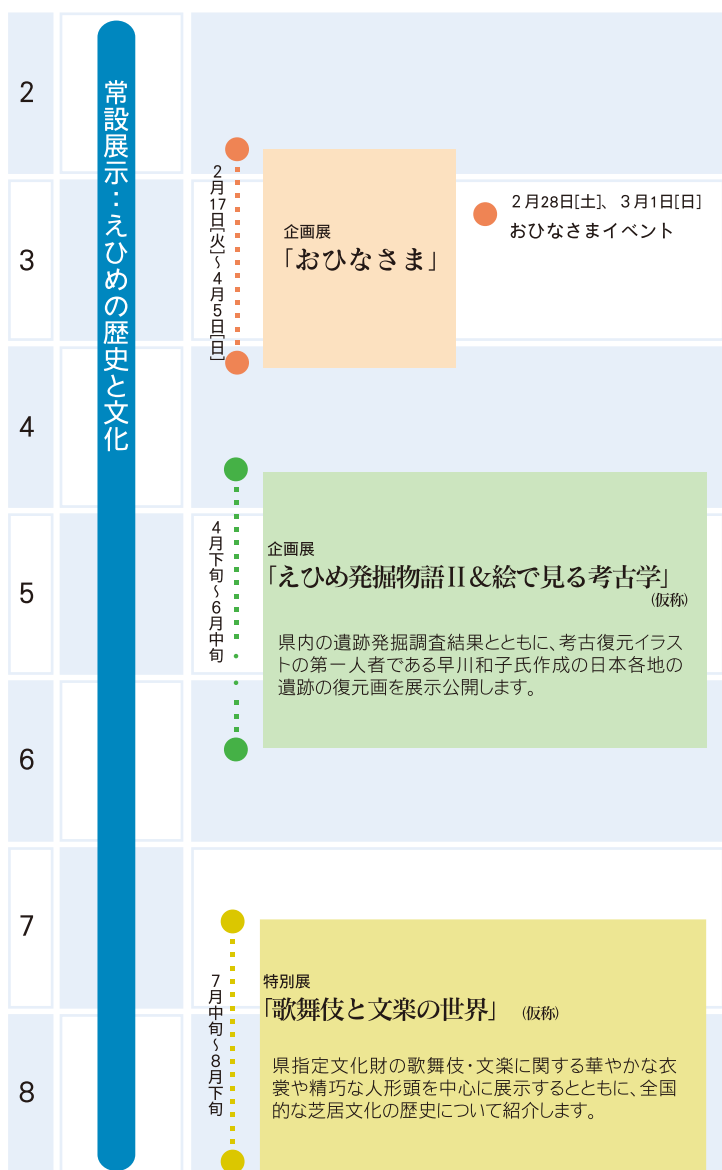 2
3
4
5
6
7
8
常設展示：えひめの歴史と文化
2月17日[火]～4月5日[日]
企画展
「おひなさま」
２月28日[土]、３月1日[日]
おひなさまイベント
4月下旬～6月中旬
企画展
「えひめ発掘物語Ⅱ＆絵で見る考古学」
（仮称）
県内の遺跡発掘調査結果とともに、考古復元イラス
トの第一人者である早川和子氏作成の日本各地の
遺跡の復元画を展示公開します。
7月中旬～8月下旬
特別展
「歌舞伎と文楽の世界」（仮称）
県指定文化財の歌舞伎・文楽に関する華やかな衣
裳や精巧な人形頭を中心に展示するとともに、全国
的な芝居文化の歴史について紹介します。